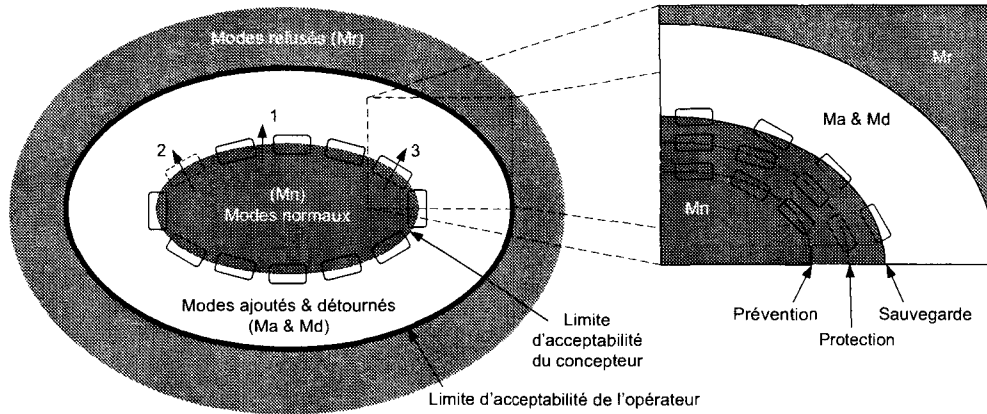 Modes refusés (Mr)
1
2
3
(Mn)
Modes normaux
Modes ajoutés & détournés
(Ma & Md)
Limite
d'acceptabilité
du concepteur
Limite d'acceptabilité de l'opérateur
Mr
Ma & Md
Mn
Prévention
Sauvegarde
Protection